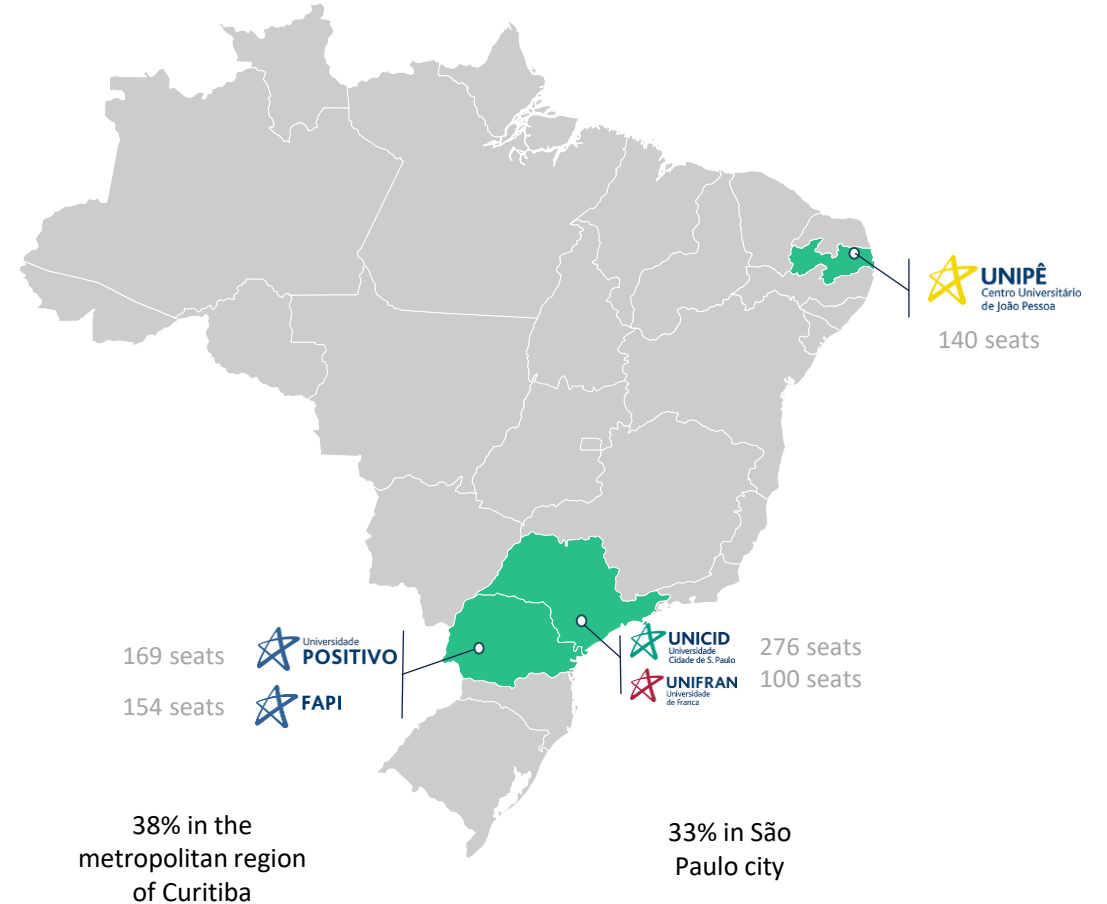 UNIPÊ
Centro Universitário
de João Pessoa
140 seats
169 seats
Universidade
POSITIVO
154 seats
FAPI
UNICID
Universidade
Cidade de S. Paulo
276 seats
UNIFRAN
Universidade
de Franca
100 seats
38% in the
metropolitan region
of Curitiba
33% in São
Paulo city